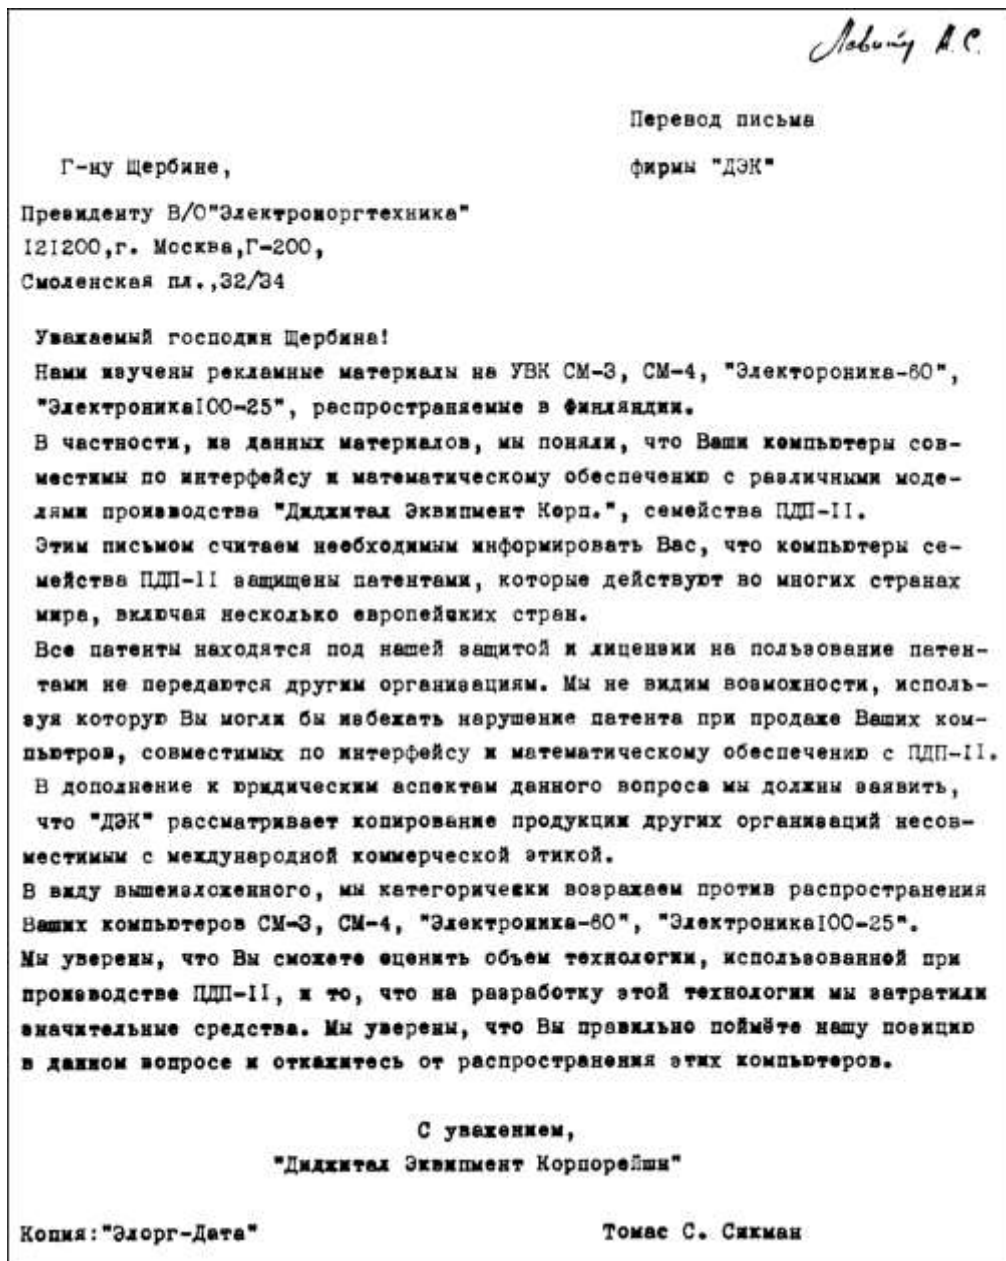 Левину А.С.
Перевод письма
Г-ну Щербине,
фирмы "ДЭК"
Президенту В/О"Электроноргтехника"
121200,г. Москва,Г-200,
Смоленская пл.,32/34
Уважаемый господин Щербина!
Нами изучены рекламные материалы на УВК СМ-3, СМ-4, "Электороника-60",
"Электроника100-25", распространяемые в Финляндии.
В частности, из данных материалов, мы поняли, что Ваши компьютеры сов-
местимы по интерфейсу и математическому обеспечению с различными моде-
лями производства "Диджитал Эквипмент Корп.", семейства ПДП-II.
Этим письмом считаем необходимым информировать Вас, что компьютеры се-
мейства ПДП-II защищены патентами, которые действуют во многих странах
мира, включая несколько европейских стран.
Все патенты находятся под нашей защитой и лицензии на пользование патен-
тами не передаются другим организациям. Мы не видим возможности, исполь-
зуя которую Вы могли бы избежать нарушение патента при продаже Ваших ком-
пьютров, совместимых по интерфейсу и математическому обеспечению с ПДП-II.
В дополнение к юридическим аспектам данного вопроса мы должны заявить,
что "ДЭК" рассматривает копирование продукции других организаций несов-
местимым с международной коммерческой этикой.
В виду вышеизложенного, мы категорически возражаем против распространения
Ваших компьютеров СМ-3, СМ-4, "Электроника-60", "Электроника100-25".
Мы уверены, что Вы сможете оценить объем технологии, использованной при
производстве ПДП-II, и то, что на разработку этой технологии мы затратили
значительные средства. Мы уверены, что Вы правильно поймёте нашу позицию
в данном вопросе и откажитесь от распространения этих компьютеров.
С уважением,
"Диджитал Эквипмент Корпорейшн"
Копия:"Элорг-Дата"
Томас С. Сикман